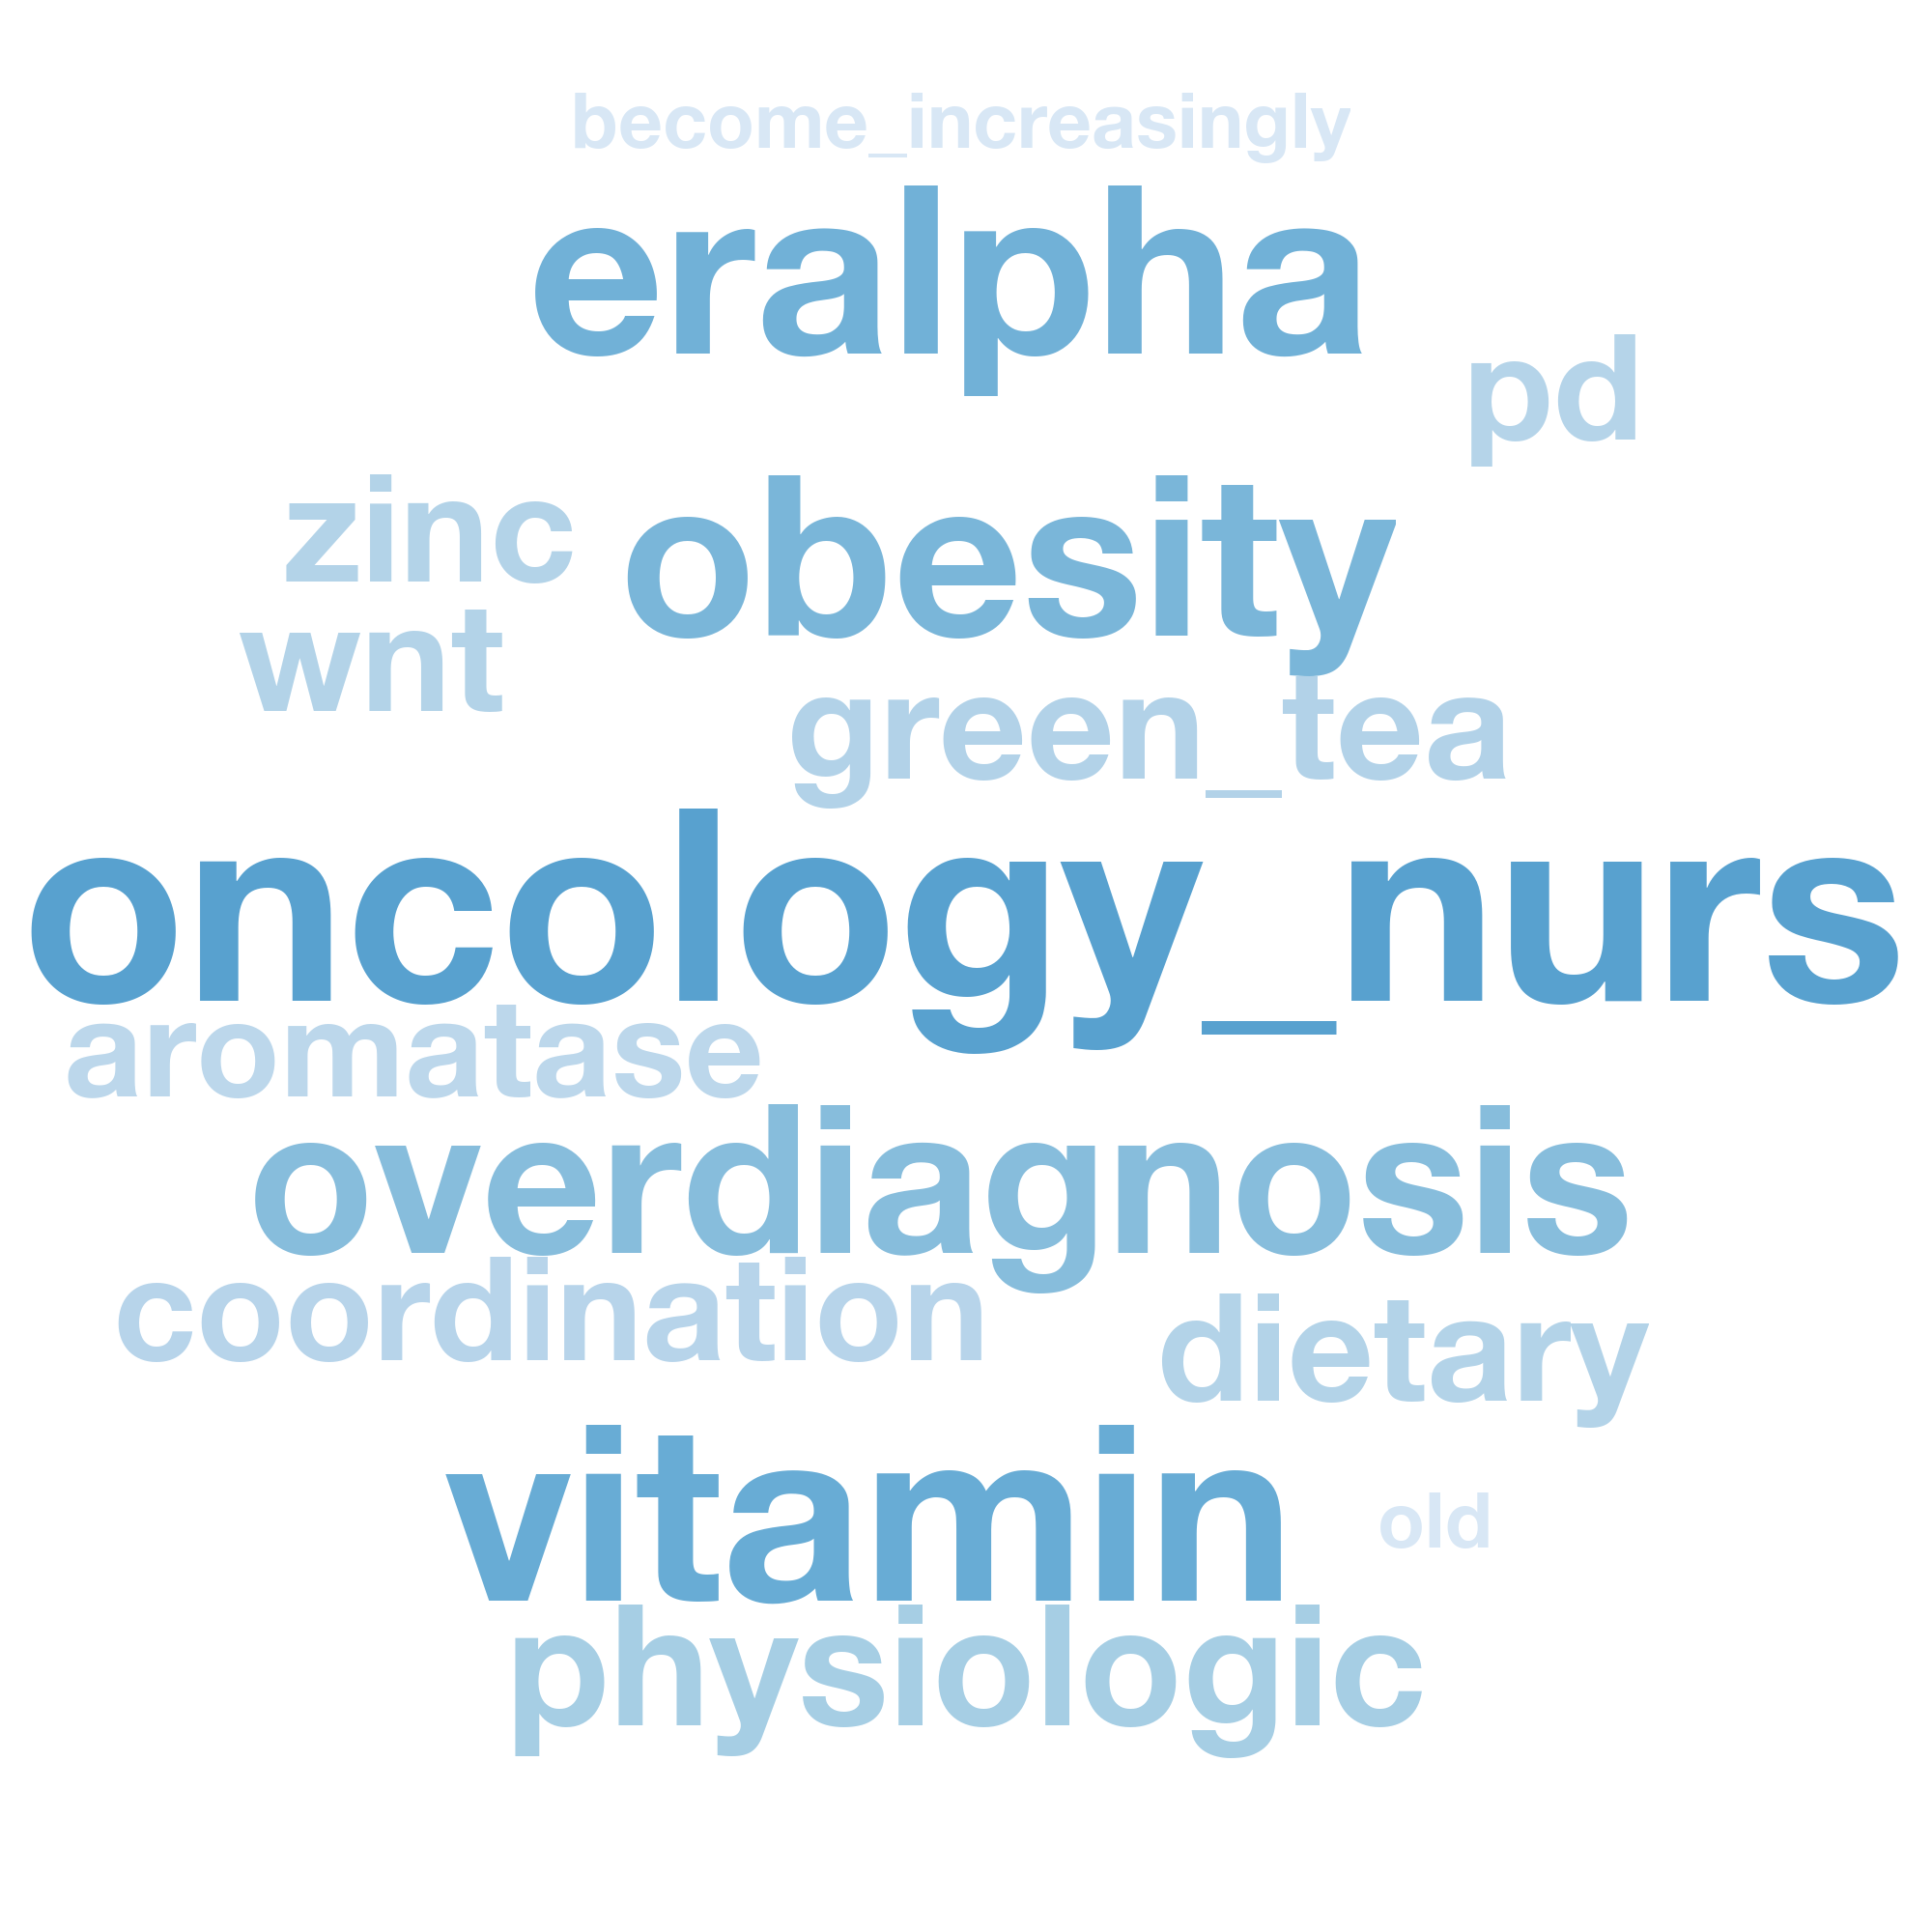 become_increasingly
eralpha
pd
zinc
obesity
wnt
green_tea
oncology_nurs
aromatase
overdiagnosis
coordination
dietary
vitamin
old
physiologic